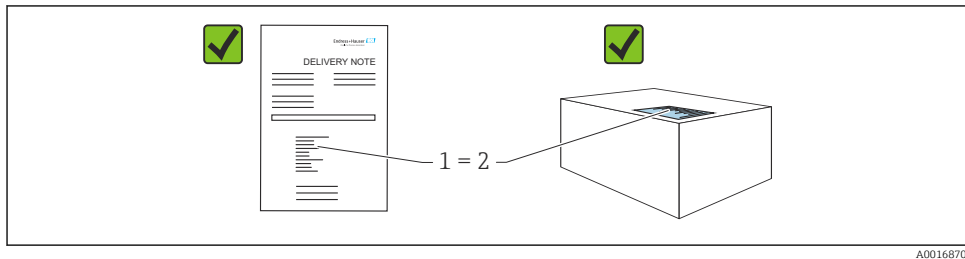 Endress+Hauser
DELIVERY NOTE
1 = 2
A0016870